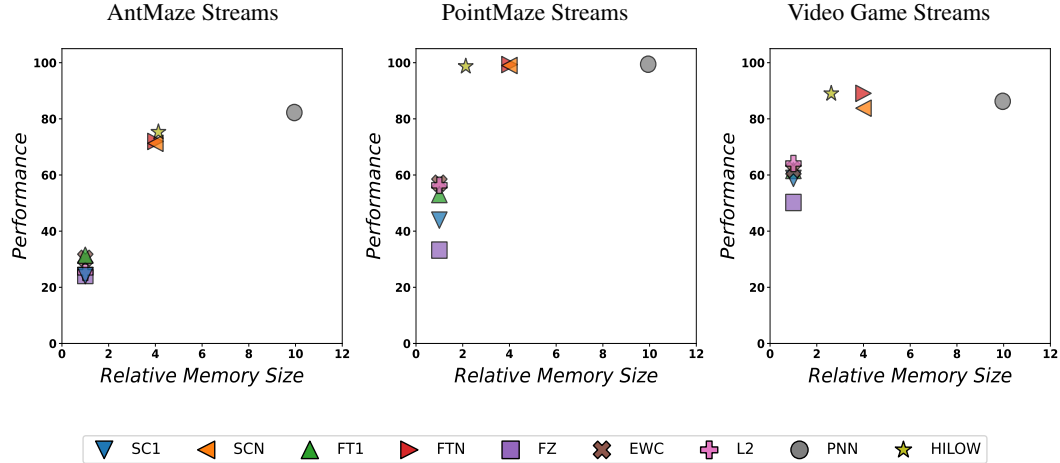 AntMaze Streams PointMaze Streams Video Game Streams
100 100 100
80 80 80
60 60 60
40 40 40
20 20 20
0 0 0
0 2 4 6 8 10 12 0 2 4 6 8 10 12 0 2 4 6 8 10 12
Performance Performance Performance
Relative Memory Size Relative Memory Size Relative Memory Size
SC1 SCN FT1 FTN FZ EWC L2 PNN HILOW